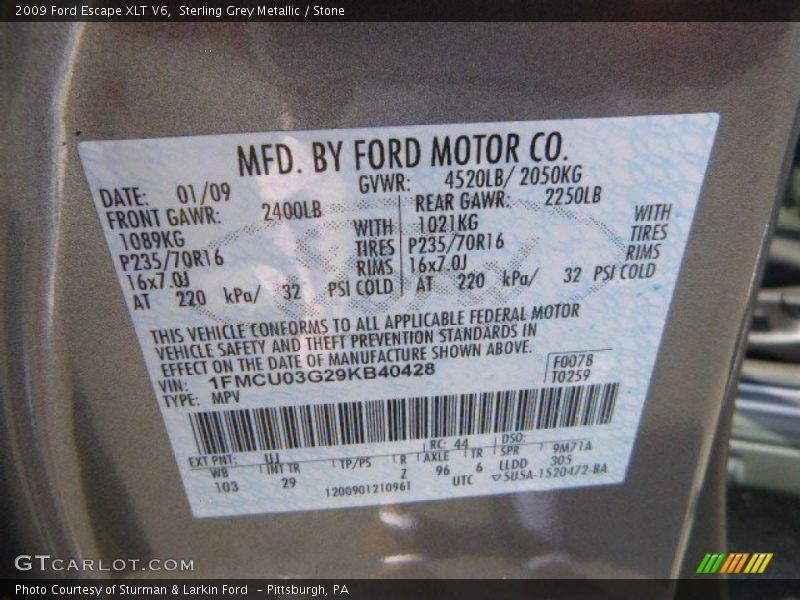 2009 Ford Escape XLT V6, Sterling Grey Metallic / Stone
MFD. BY FORD MOTOR CO.
DATE: 01/09 GVWR: 4520LB/ 2050KG
FRONT GAWR: 2400LB REAR GAWR: 2250LB
1089KG WITH 1021KG WITH
P235/70R16 TIRES P235/70R16 TIRES
16x7.0J RIMS 16x7.0J RIMS
AT 220 kPa/ 32 PSI COLD AT 220 kPa/ 32 PSI COLD
THIS VEHICLE CONFORMS TO ALL APPLICABLE FEDERAL MOTOR
VEHICLE SAFETY AND THEFT PREVENTION STANDARDS IN
EFFECT ON THE DATE OF MANUFACTURE SHOWN ABOVE.
VIN: 1FMCU03G29KB40428 F0078
TYPE: MPV T0259
EXT PNT: UJ RC: 44 DSO:
WB INT TR TP/PS R AXLE TR SPR 9M71A
103 29 Z 96 6 LLDD 305
1200901210961 UTC ▽5U5A-1520472-BA
GTCARLOT.COM
Photo Courtesy of Sturman & Larkin Ford - Pittsburgh, PA